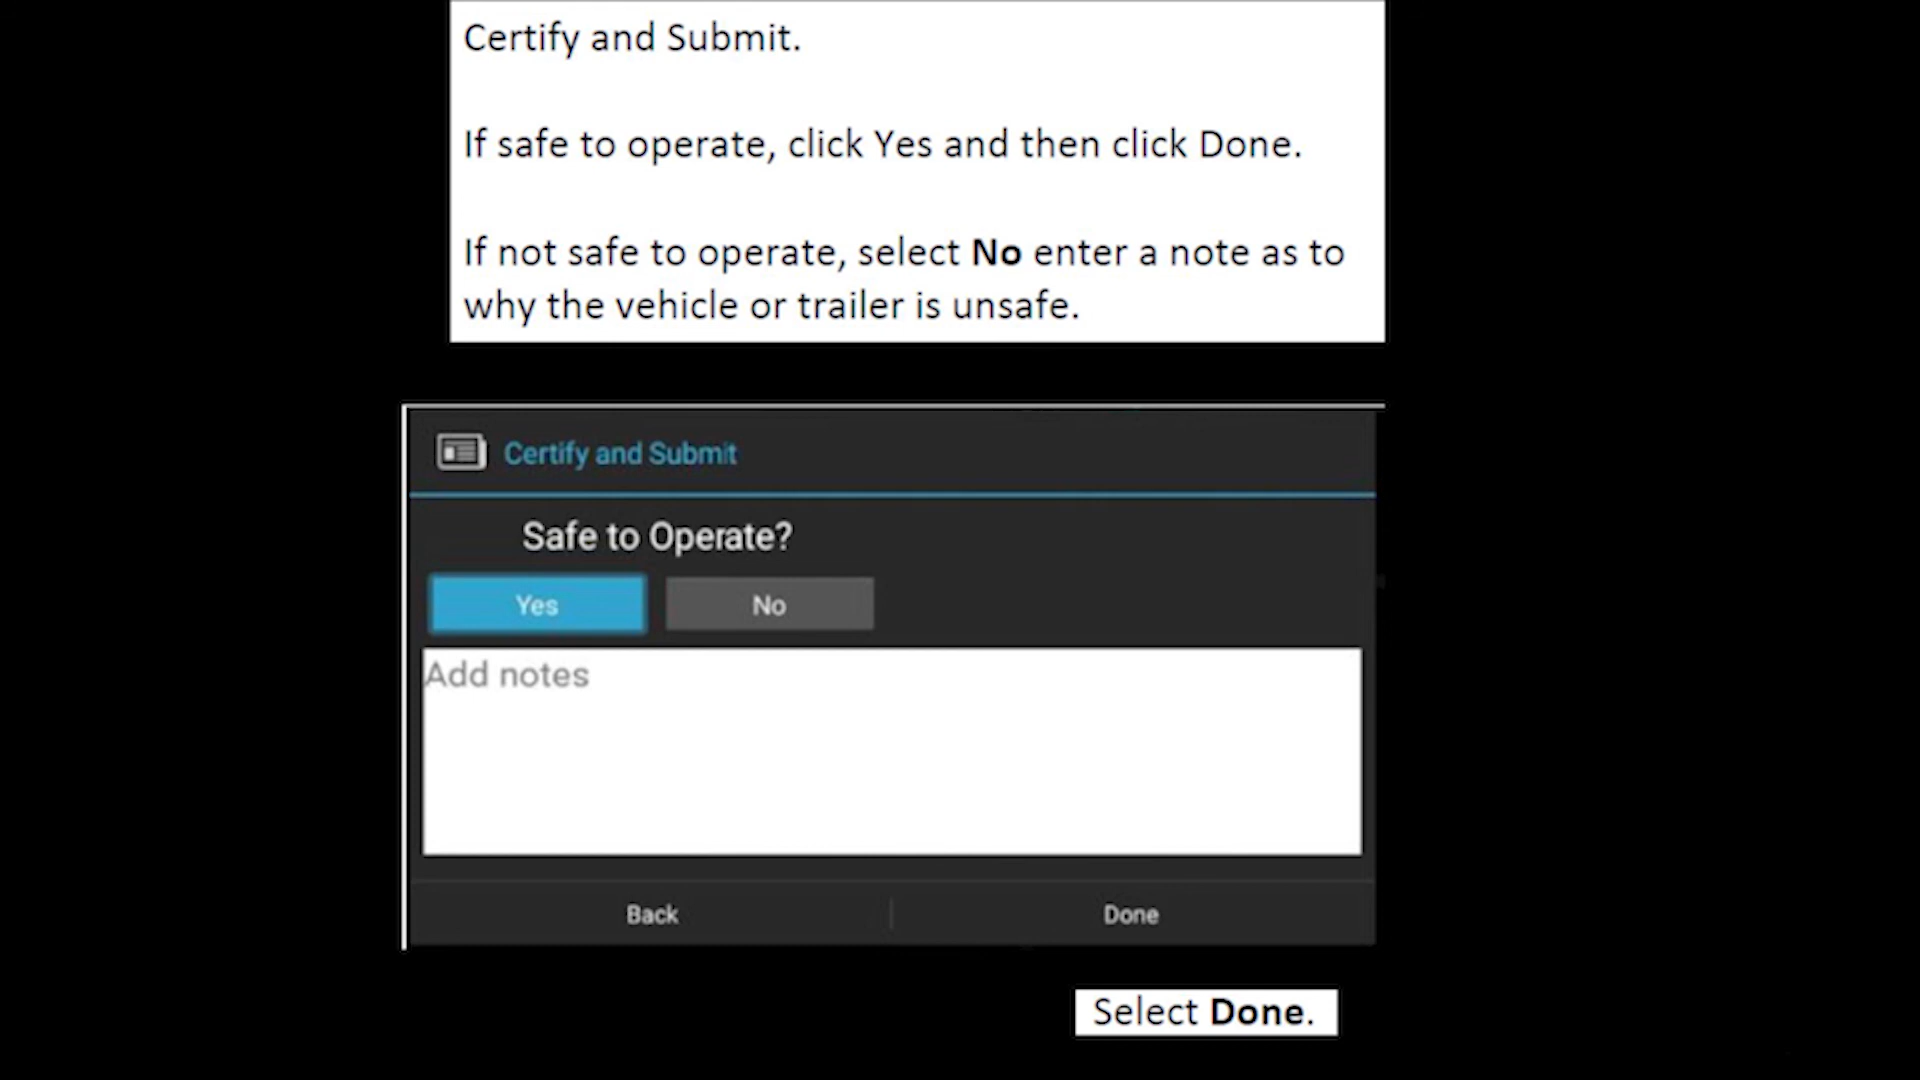 Certify and Submit.
If safe to operate, click Yes and then click Done.
If not safe to operate, select No enter a note as to
why the vehicle or trailer is unsafe.
Certify and Submit
Safe to Operate?
Yes No
Add notes
Back Done
Select Done.